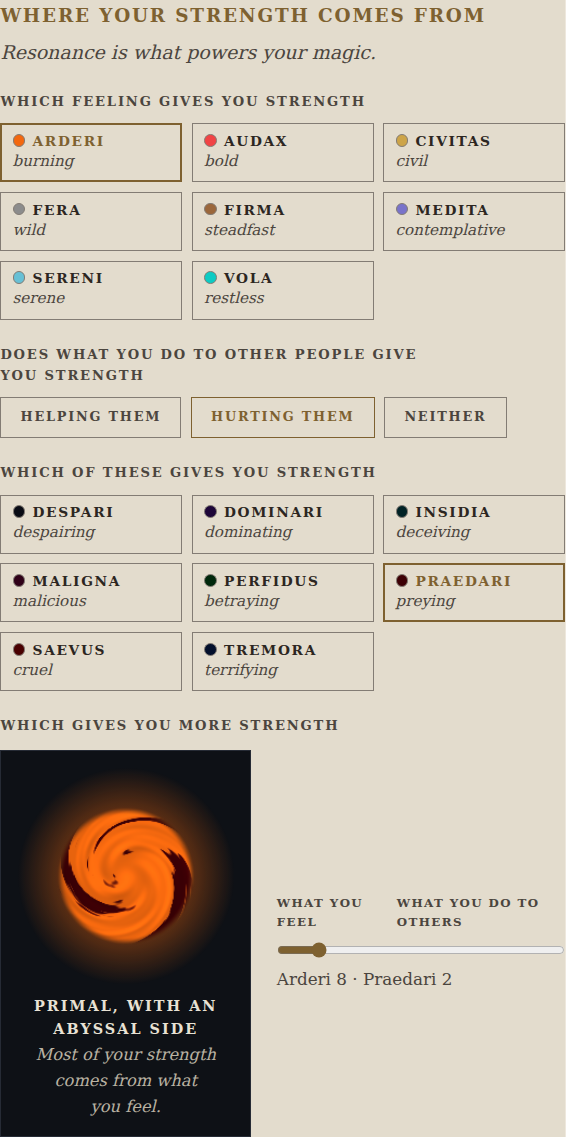 WHERE YOUR STRENGTH COMES FROM
Resonance is what powers your magic.
WHICH FEELING GIVES YOU STRENGTH
ARDERI
burning
AUDAX
bold
CIVITAS
civil
FERA
wild
FIRMA
steadfast
MEDITA
contemplative
SERENI
serene
VOLA
restless
DOES WHAT YOU DO TO OTHER PEOPLE GIVE
YOU STRENGTH
HELPING THEM
HURTING THEM
NEITHER
WHICH OF THESE GIVES YOU STRENGTH
DESPARI
despairing
DOMINARI
dominating
INSIDIA
deceiving
MALIGNA
malicious
PERFIDUS
betraying
PRAEDARI
preying
SAEVUS
cruel
TREMORA
terrifying
WHICH GIVES YOU MORE STRENGTH
PRIMAL, WITH AN
ABYSSAL SIDE
Most of your strength
comes from what
you feel.
WHAT YOU
FEEL
WHAT YOU DO TO
OTHERS
Arderi 8 · Praedari 2